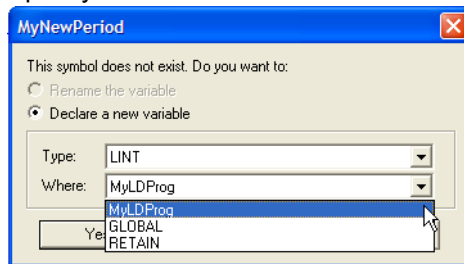 MyNewPeriod
This symbol does not exist. Do you want to:
Rename the variable
Declare a new variable
Type: LINT
Where: MyLDProg
MyLDProg
GLOBAL
RETAIN